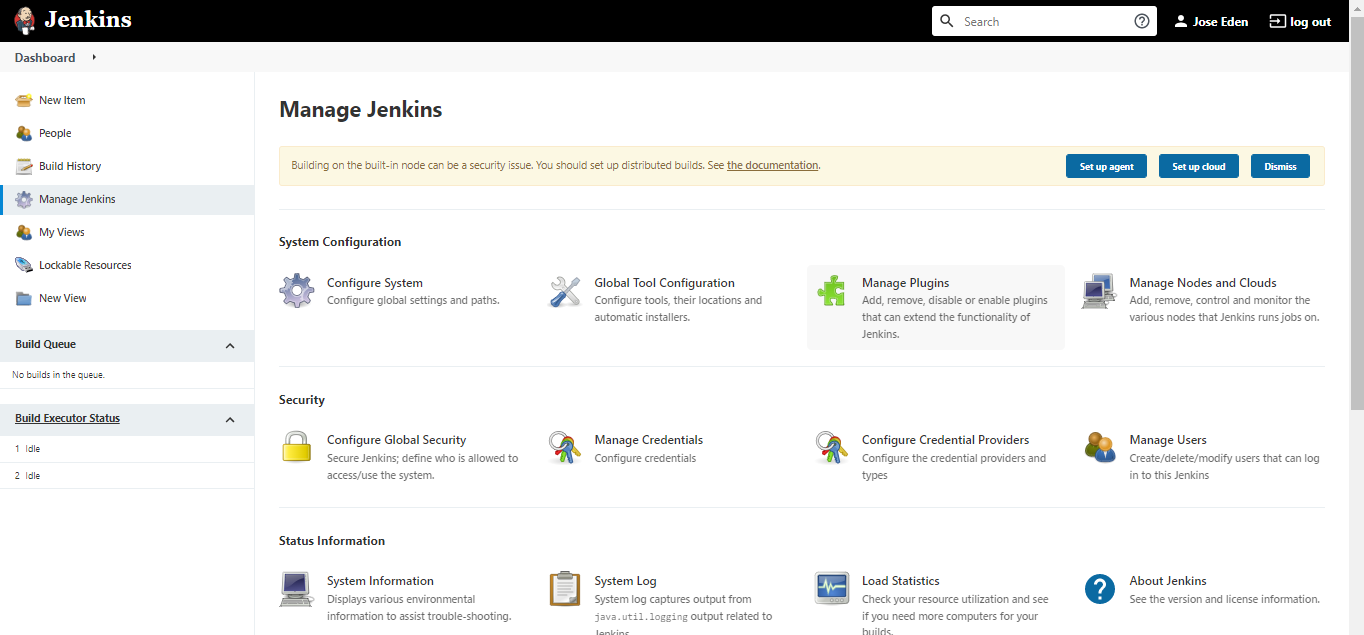 Jenkins
Search
Jose Eden
log out
Dashboard
New Item
People
Build History
Manage Jenkins
My Views
Lockable Resources
New View
Build Queue
No builds in the queue.
Build Executor Status
1 Idle
2 Idle
Manage Jenkins
Building on the built-in node can be a security issue. You should set up distributed builds. See the documentation.
Set up agent
Set up cloud
Dismiss
System Configuration
Configure System
Configure global settings and paths.
Global Tool Configuration
Configure tools, their locations and
automatic installers.
Manage Plugins
Add, remove, disable or enable plugins
that can extend the functionality of
Jenkins.
Manage Nodes and Clouds
Add, remove, control and monitor the
various nodes that Jenkins runs jobs on.
Security
Configure Global Security
Secure Jenkins; define who is allowed to
access/use the system.
Manage Credentials
Configure credentials
Configure Credential Providers
Configure the credential providers and
types
Manage Users
Create/delete/modify users that can log
in to this Jenkins
Status Information
System Information
Displays various environmental
information to assist trouble-shooting.
System Log
System log captures output from
java.util.logging output related to
Jenkins
Load Statistics
Check your resource utilization and see
if you need more computers for your
builds.
About Jenkins
See the version and license information.